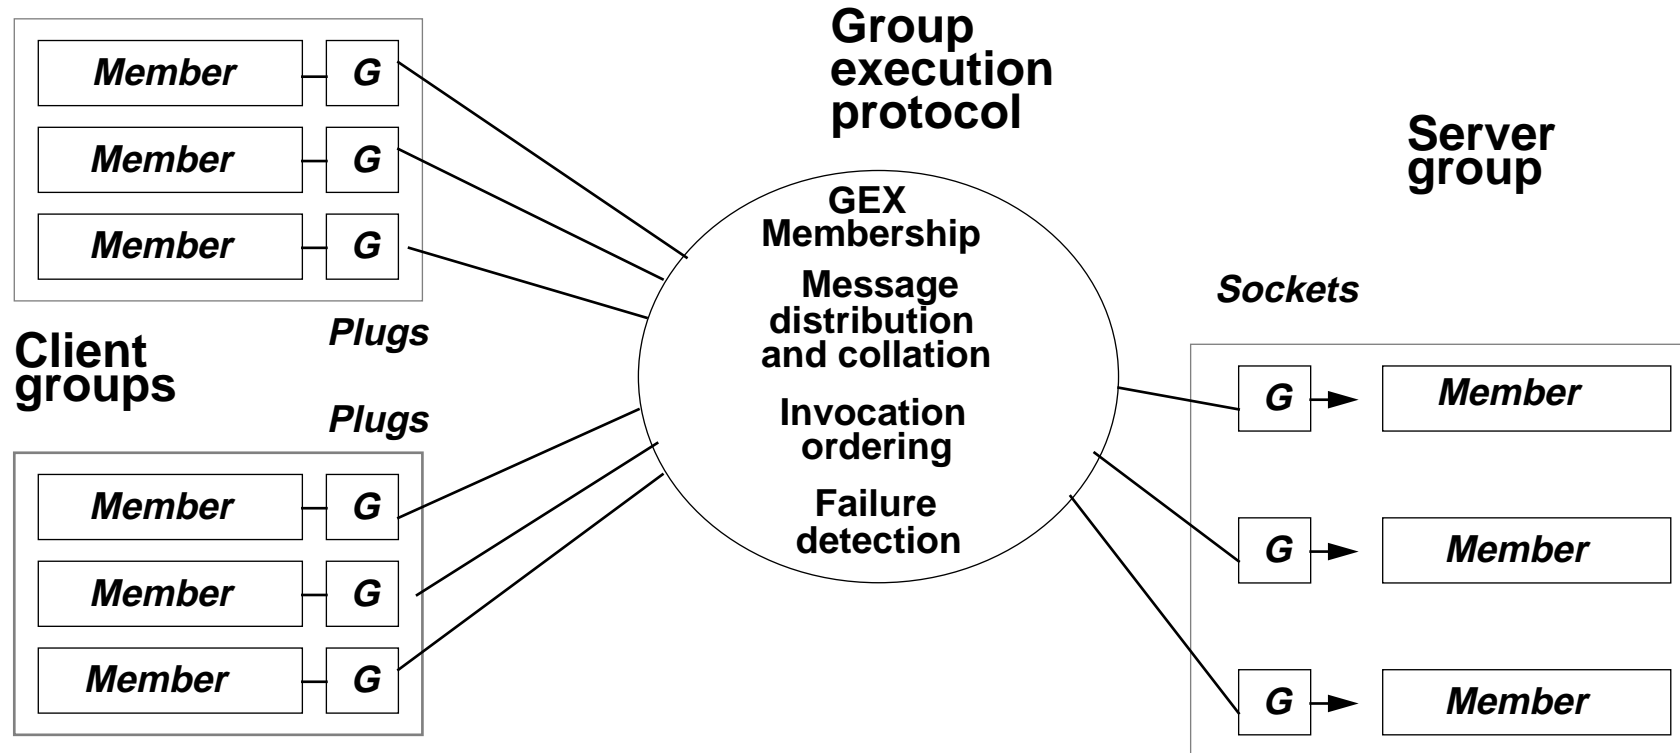 Group
execution
protocol
Member G
Member G
Member G
Plugs
Client
groups
Plugs
Member G
Member G
Member G
GEX
Membership
Message
distribution
and collation
Invocation
ordering
Failure
detection
Server
group
Sockets
G Member
G Member
G Member